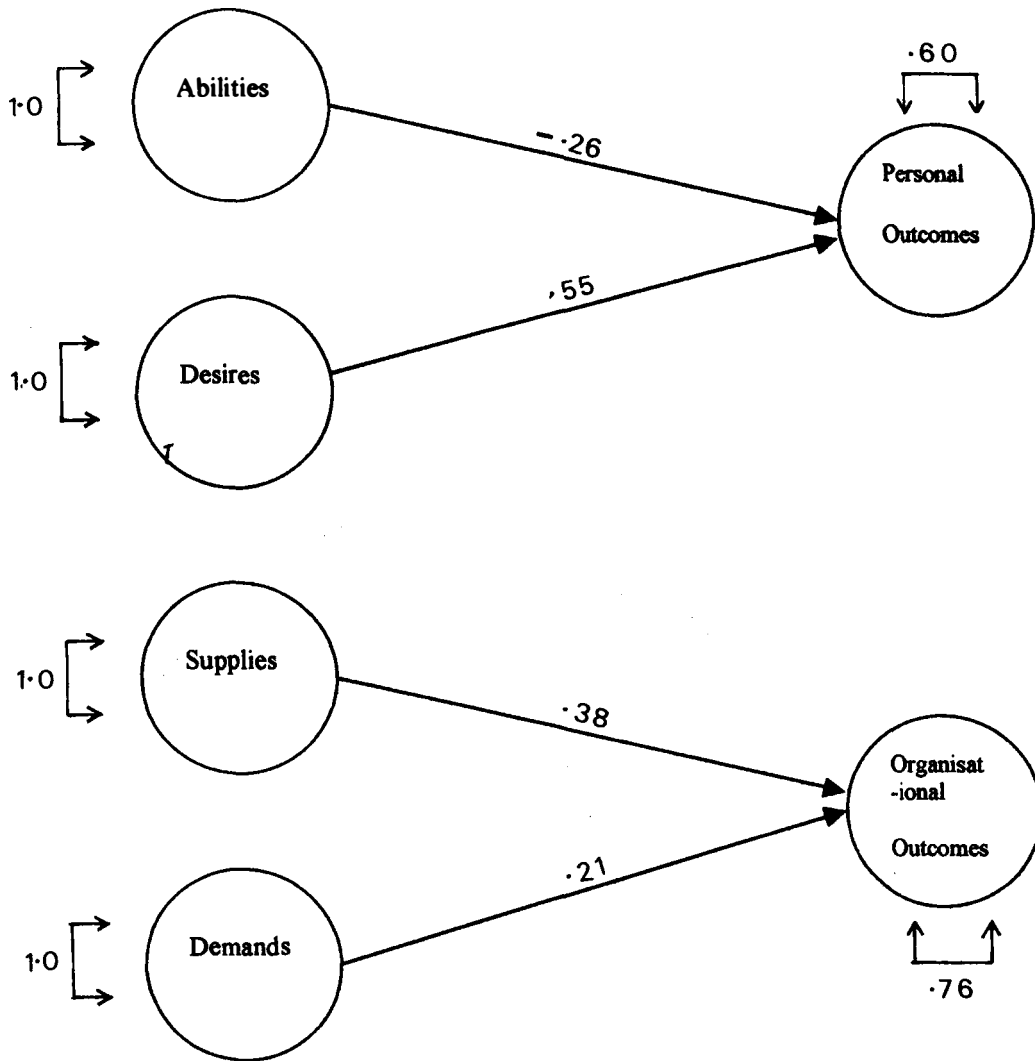 Abilities
1.0
-.26
.60
Personal
Outcomes
.55
Desires
1.0
Supplies
1.0
.38
Organisat
-ional
Outcomes
.21
Demands
1.0
.76